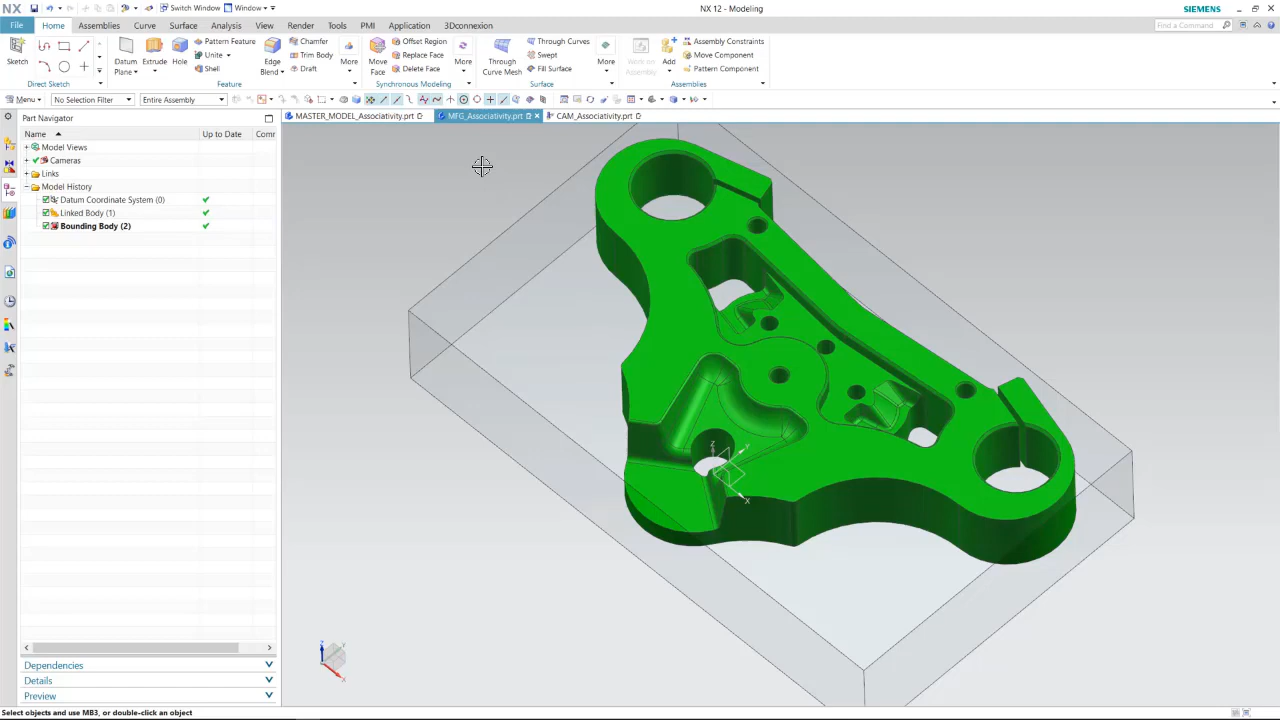 NX Switch Window Window NX 12 - Modeling SIEMENS
File Home Assemblies Curve Surface Analysis View Render Tools PMI Application 3Dconnexion Find a Command
Sketch Datum Plane Extrude Hole Pattern Feature Unite Shell Edge Blend Chamfer Trim Body Draft More Move Face Offset Region Replace Face Delete Face More Through Curve Mesh Through Curves Swept Fill Surface More Work on Assembly Add Assembly Constraints Move Component Pattern Component
Direct Sketch Feature Synchronous Modeling Surface Assemblies
Menu No Selection Filter Entire Assembly
Part Navigator MASTER_MODEL_Associativity.prt MFG_Associativity.prt CAM_Associativity.prt
Name Up to Date Comr
Model Views
Cameras
Links
Model History
Datum Coordinate System (0)
Linked Body (1)
Bounding Body (2)
Z Y
X
Z Y
X
Dependencies
Details
Preview
Select objects and use MB3, or double-click an object